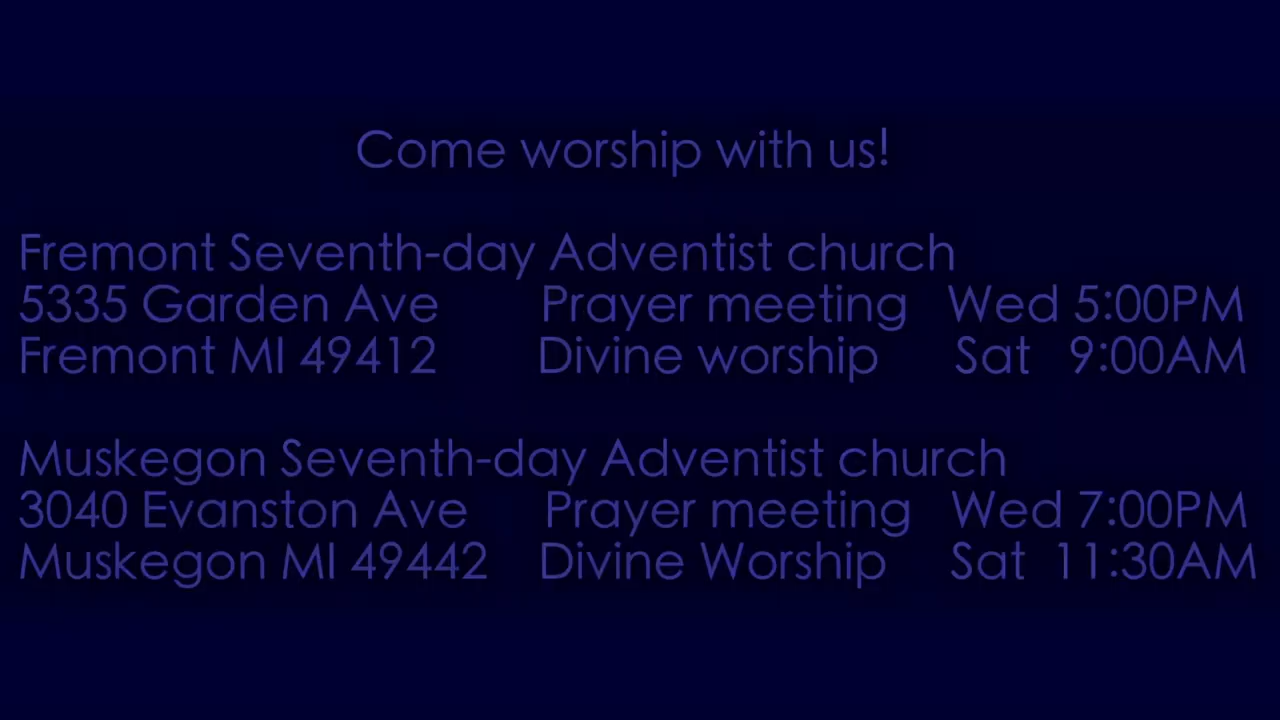 Come worship with us!
Fremont Seventh-day Adventist church
5335 Garden Ave Prayer meeting Wed 5:00PM
Fremont MI 49412 Divine worship Sat 9:00AM
Muskegon Seventh-day Adventist church
3040 Evanston Ave Prayer meeting Wed 7:00PM
Muskegon MI 49442 Divine Worship Sat 11:30AM